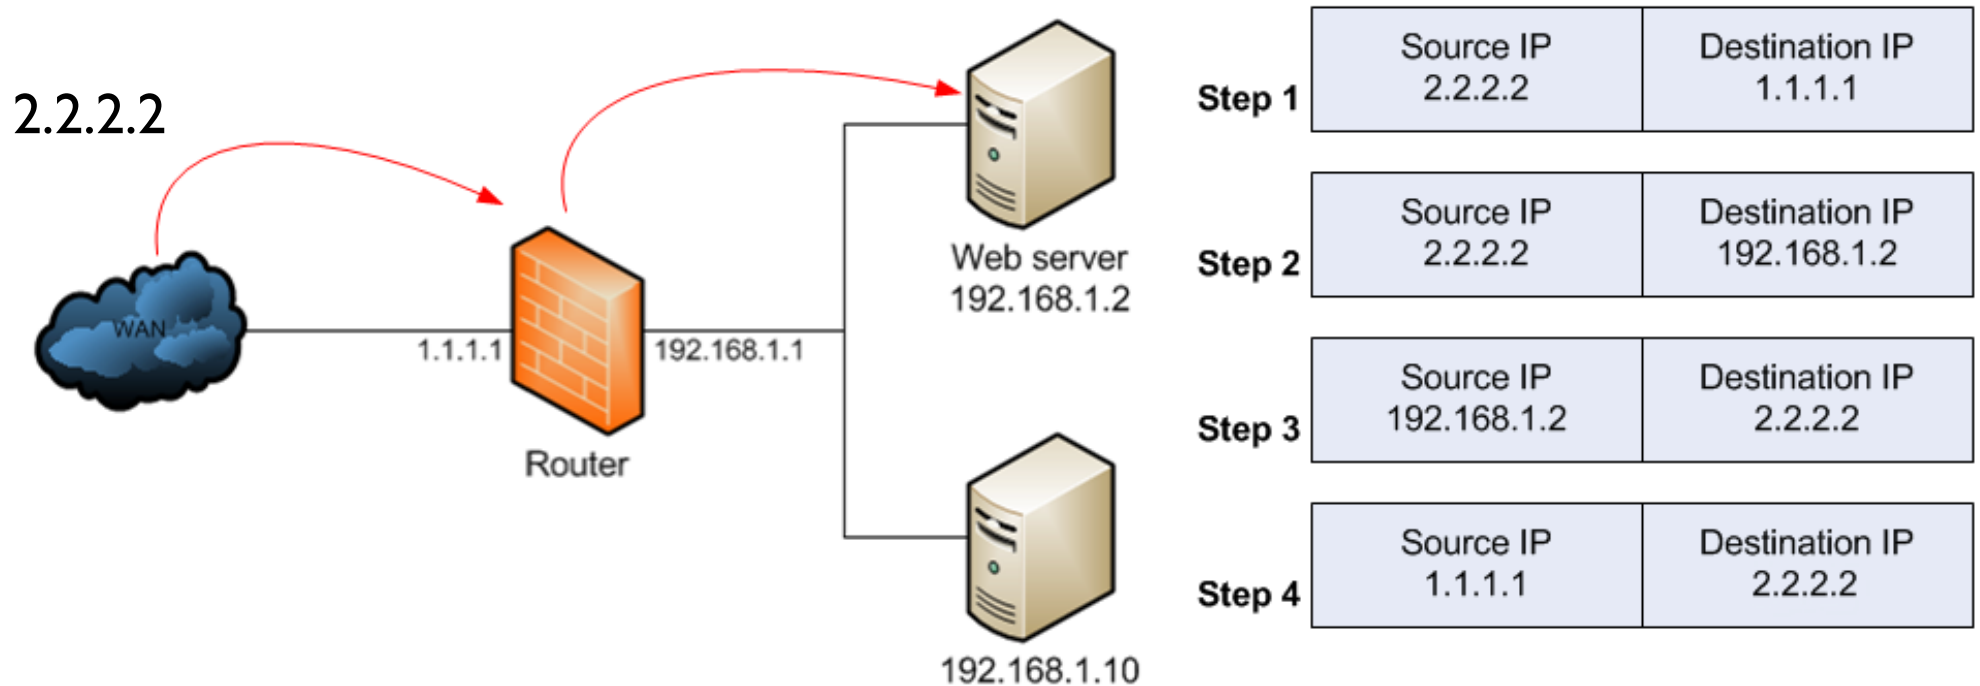 2.2.2.2
WAN
1.1.1.1
192.168.1.1
Router
Web server
192.168.1.2
192.168.1.10
Step 1
Source IP
2.2.2.2
Destination IP
1.1.1.1
Step 2
Source IP
2.2.2.2
Destination IP
192.168.1.2
Step 3
Source IP
192.168.1.2
Destination IP
2.2.2.2
Step 4
Source IP
1.1.1.1
Destination IP
2.2.2.2